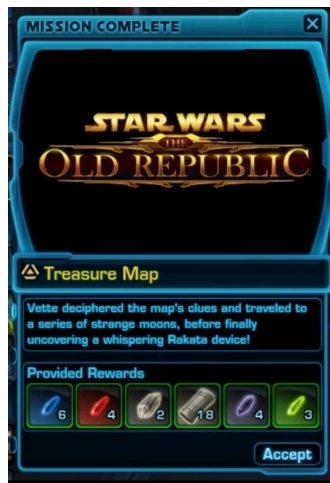 MISSION COMPLETE
STAR WARS
THE
OLD REPUBLIC
Treasure Map
Vette deciphered the map's clues and traveled to
a series of strange moons, before finally
uncovering a whispering Rakata device!
Provided Rewards
6 4 2 18 4 3
Accept